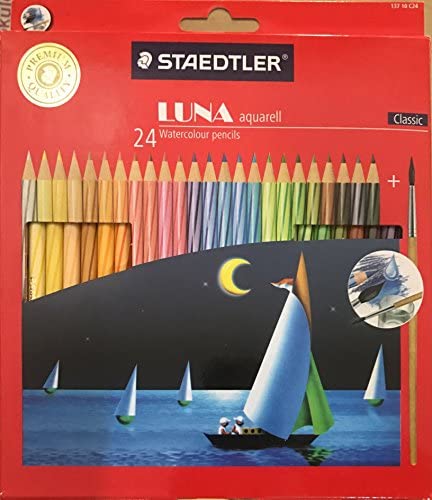 137 10 C24
PREMIUM
QUALITY
STAEDTLER®
LUNA aquarell
24 Watercolour pencils
Classic
+